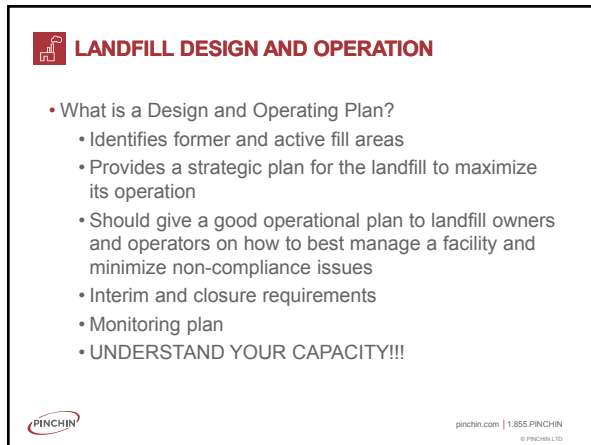 LANDFILL DESIGN AND OPERATION
• What is a Design and Operating Plan?
• Identifies former and active fill areas
• Provides a strategic plan for the landfill to maximize
its operation
• Should give a good operational plan to landfill owners
and operators on how to best manage a facility and
minimize non-compliance issues
• Interim and closure requirements
• Monitoring plan
• UNDERSTAND YOUR CAPACITY!!!
PINCHIN
pinchin.com | 1.855.PINCHIN
© PINCHIN LTD